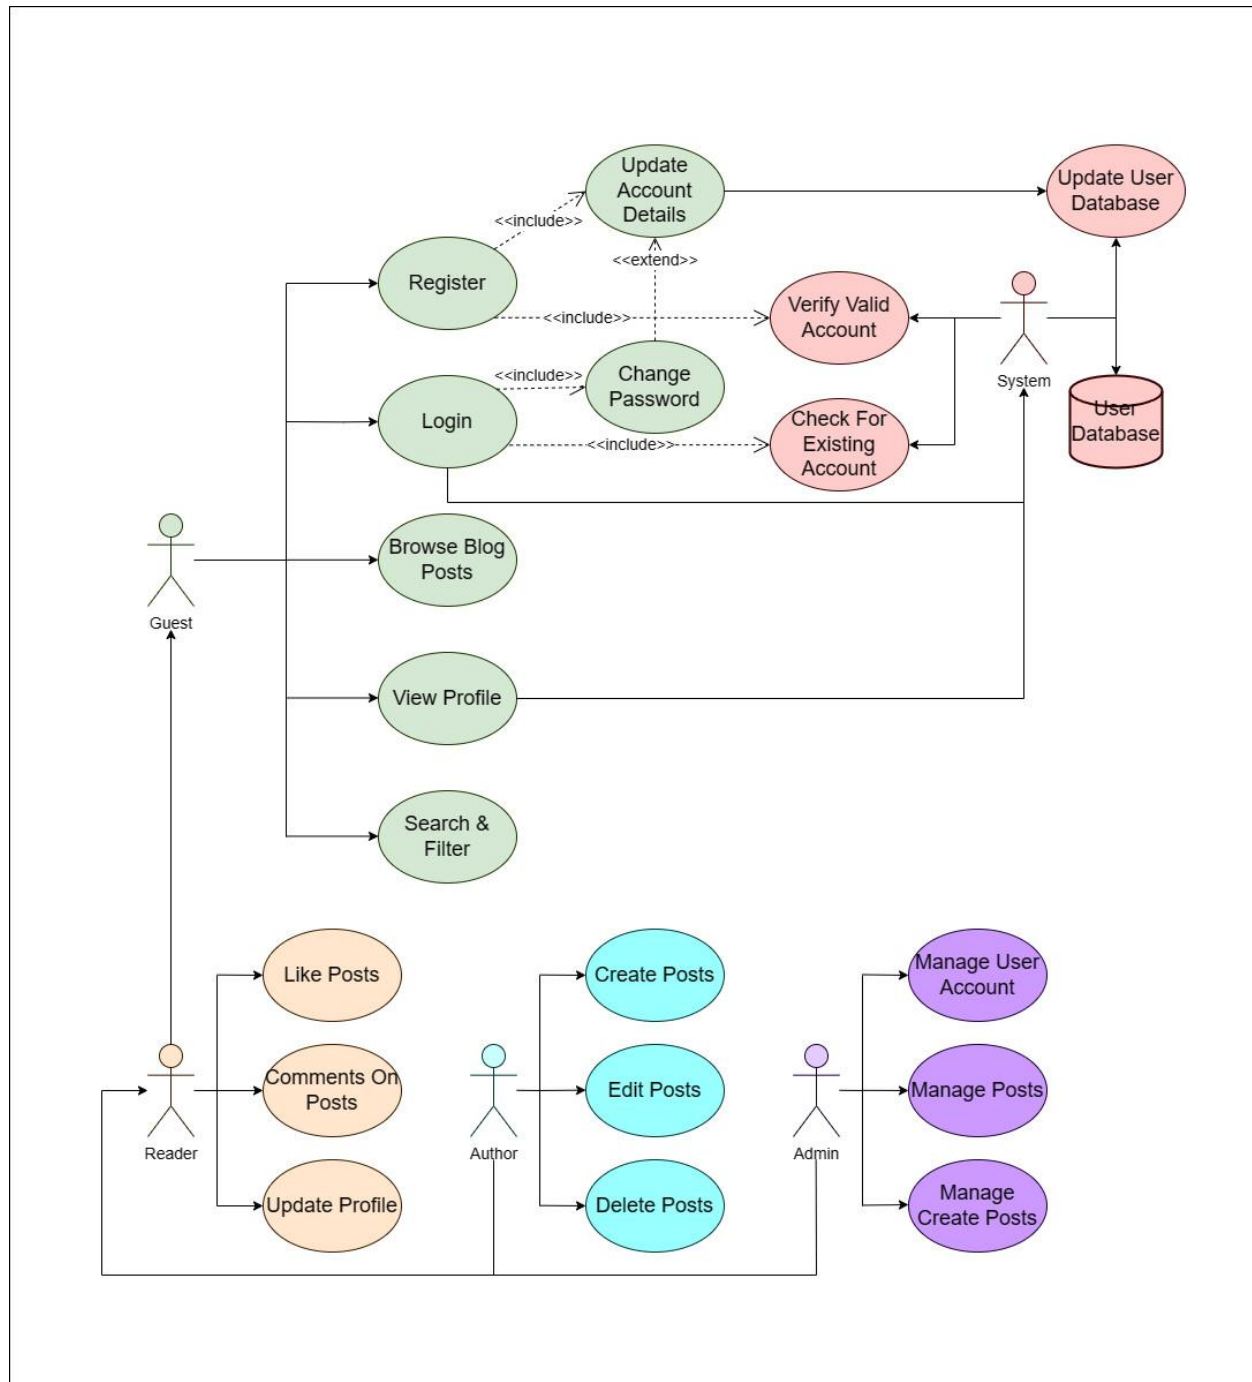 Update
Account
Details
Update User
Database
<<include>>
<<extend>>
Register
Verify Valid
Account
<<include>>
System
<<include>>
Change
Password
Login
Check For
Existing
Account
<<include>>
User
Database
Browse Blog
Posts
Guest
View Profile
Search &
Filter
Like Posts
Create Posts
Manage User
Account
Comments On
Posts
Edit Posts
Manage Posts
Reader
Author
Admin
Update Profile
Delete Posts
Manage
Create Posts